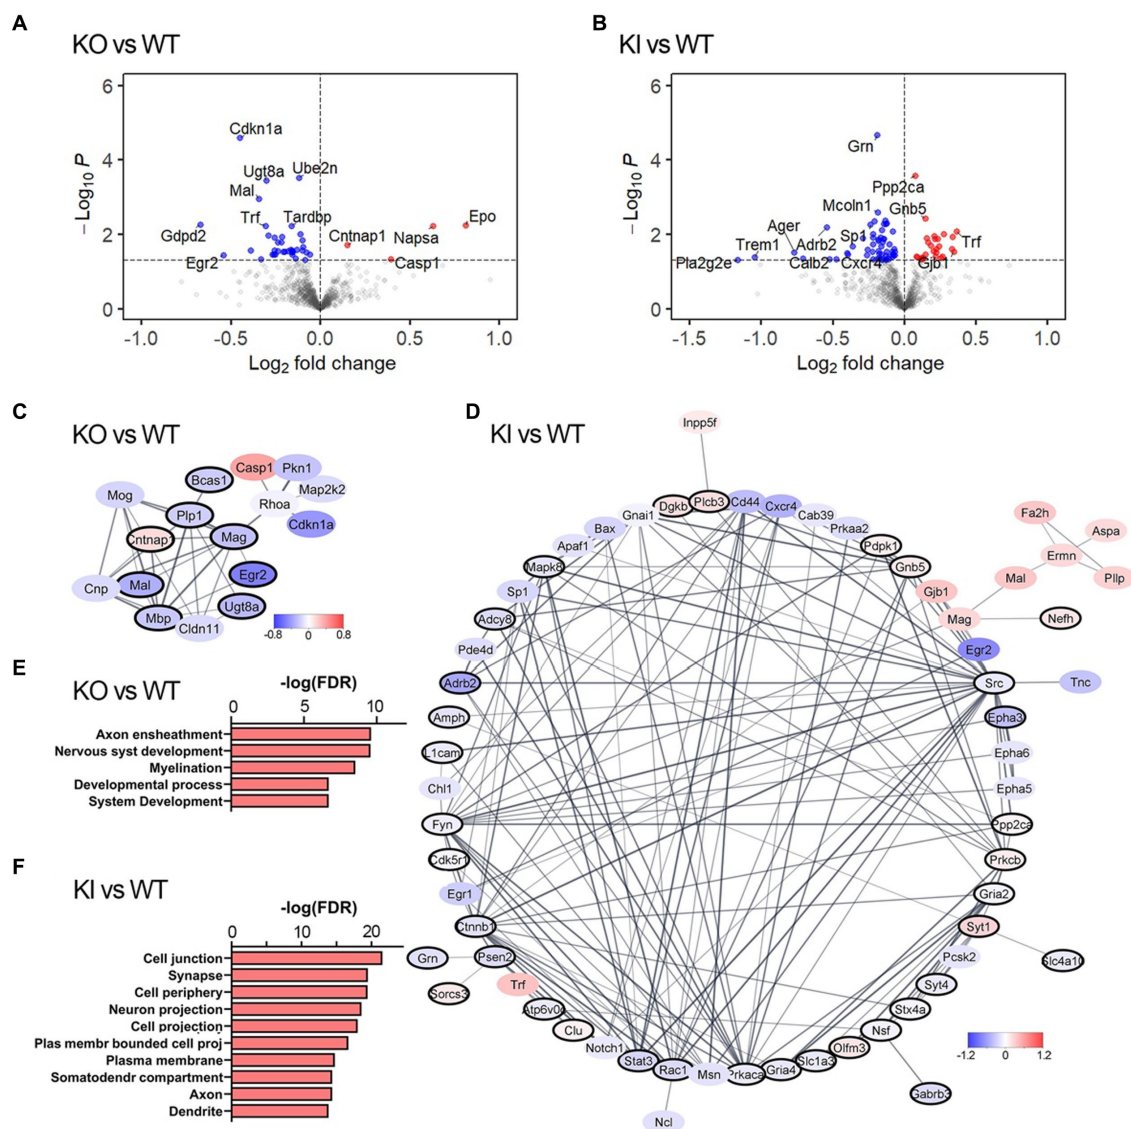 A
KO vs WT
6
4
2
0
−Log10 P
Cdkn1a
Ugt8a
Ube2n
Mal
Trf
Tardbp
Gdpd2
Egr2
Cntnap1
Napsa
Epo
Casp1
-1.0
-0.5
0.0
0.5
1.0
Log2 fold change
B
KI vs WT
6
4
2
0
−Log10 P
Grn
Ppp2ca
Mcoln1
Gnb5
Ager
Adrb2
Sp1
Trem1
Trf
Pla2g2e
Calb2
Cxcr4
Gjb1
-1.5
-1.0
-0.5
0.0
0.5
1.0
Log2 fold change
C
KO vs WT
Casp1
Pkn1
Bcas1
Map2k2
Mog
Rhoa
Plp1
Cdkn1a
Cntnap1
Mag
Egr2
Cnp
Mal
Ugt8a
Mbp
Cldn11
-0.8
0
0.8
D
KI vs WT
Inpp5f
Dgkb
Plcb3
Cd44
Cxcr4
Cab39
Gnai1
Prkaa2
Bax
Apaf1
Pdpk1
Mapk8
Gnb5
Sp1
Gjb1
Adcy8
Mag
Pde4d
Egr2
Adrb2
Src
Tnc
Amph
Epha3
L1cam
Epha6
Chl1
Epha5
Fyn
Ppp2ca
Cdk5r1
Prkcb
Egr1
Gria2
Ctnnb1
Syt1
Grn
Psen2
Pcsk2
Slc4a10
Sorcs3
Trf
Syt4
Atp6v0c
Stx4a
Clu
Nsf
Notch1
Olfm3
Stat3
Slc1a3
Rac1
Msn
Prkaca
Gria4
Gabrb3
Ncl
Fa2h
Aspa
Ermn
Mal
Pllp
Nefh
-1.2
0
1.2
E
KO vs WT
-log(FDR)
0
5
10
Axon ensheathment
Nervous syst development
Myelination
Developmental process
System Development
F
KI vs WT
-log(FDR)
0
10
20
Cell junction
Synapse
Cell periphery
Neuron projection
Cell projection
Plas membr bounded cell proj
Plasma membrane
Somatodendr compartment
Axon
Dendrite